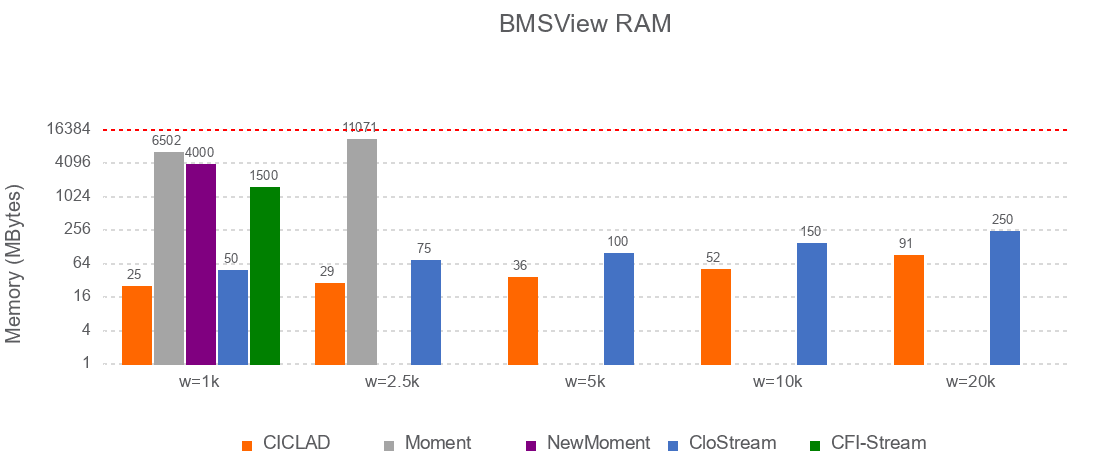 BMSView RAM
Memory (MBytes)
16384
4096
1024
256
64
16
4
1
25
6502
4000
50
1500
29
11071
75
36
100
52
150
91
250
w=1k
w=2.5k
w=5k
w=10k
w=20k
CICLAD
Moment
NewMoment
CloStream
CFI-Stream